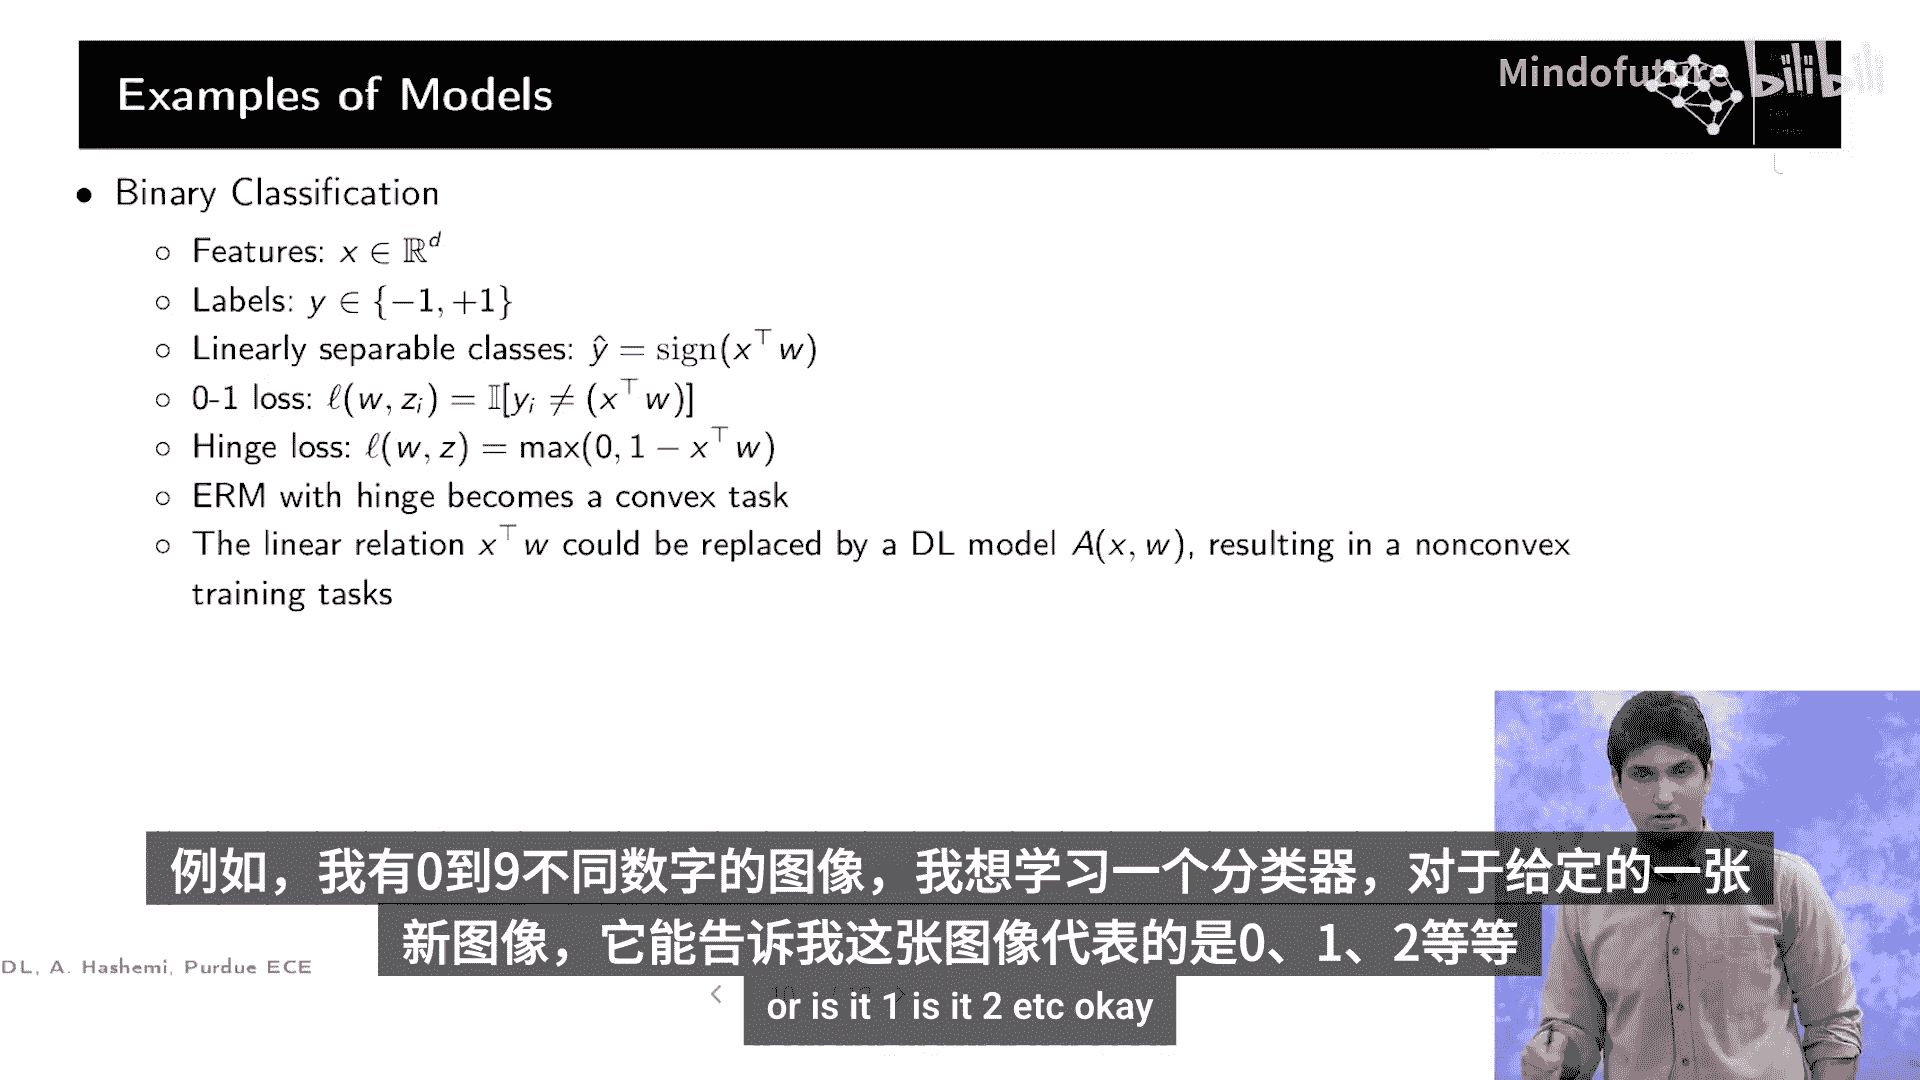 Examples of Models
Mindofuture
bilibili
• Binary Classification
○ Features: x ∈ ℝᵈ
○ Labels: y ∈ {−1, +1}
○ Linearly separable classes: ŷ = sign(x⊤w)
○ 0-1 loss: ℓ(w, zᵢ) = 𝕀[yᵢ ≠ (x⊤w)]
○ Hinge loss: ℓ(w, z) = max(0, 1 − x⊤w)
○ ERM with hinge becomes a convex task
○ The linear relation x⊤w could be replaced by a DL model A(x, w), resulting in a nonconvex
training tasks
例如，我有0到9不同数字的图像，我想学习一个分类器，对于给定的一张
新图像，它能告诉我这张图像代表的是0、1、2等等
DL, A. Hashemi, Purdue ECE
or is it 1 is it 2 etc okay